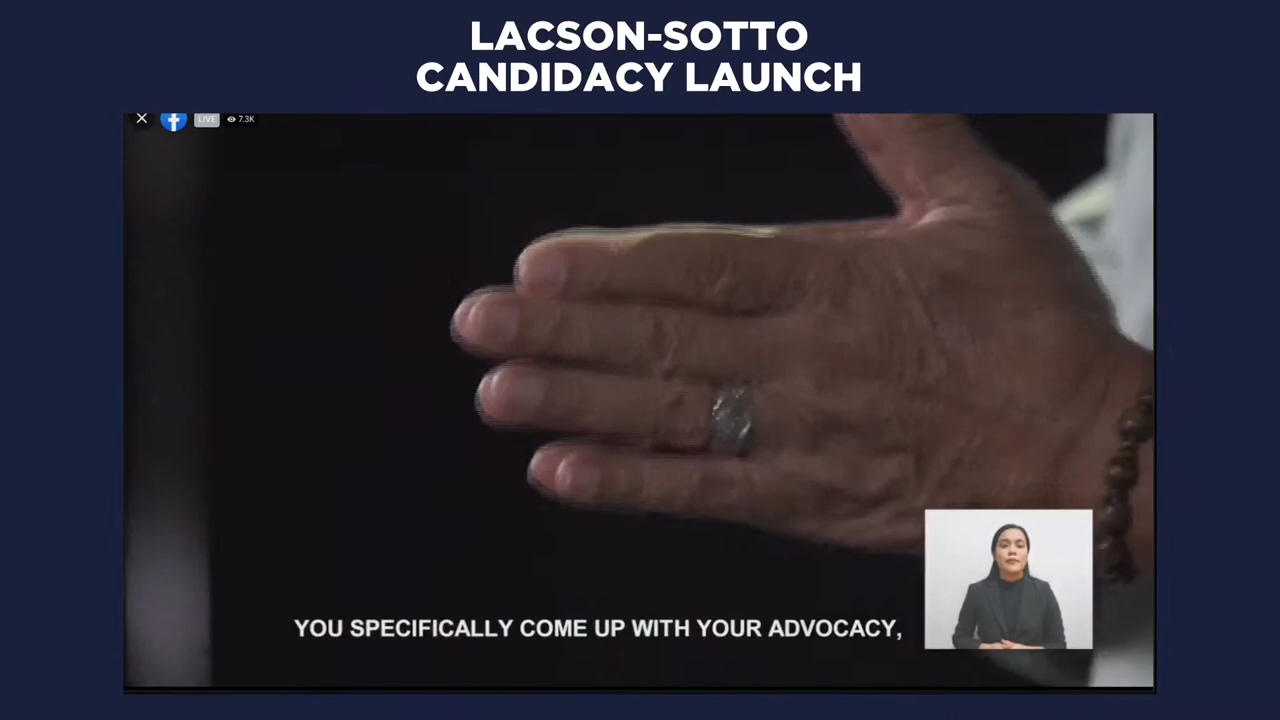 LACSON-SOTTO
CANDIDACY LAUNCH
LIVE 7.3K
YOU SPECIFICALLY COME UP WITH YOUR ADVOCACY,